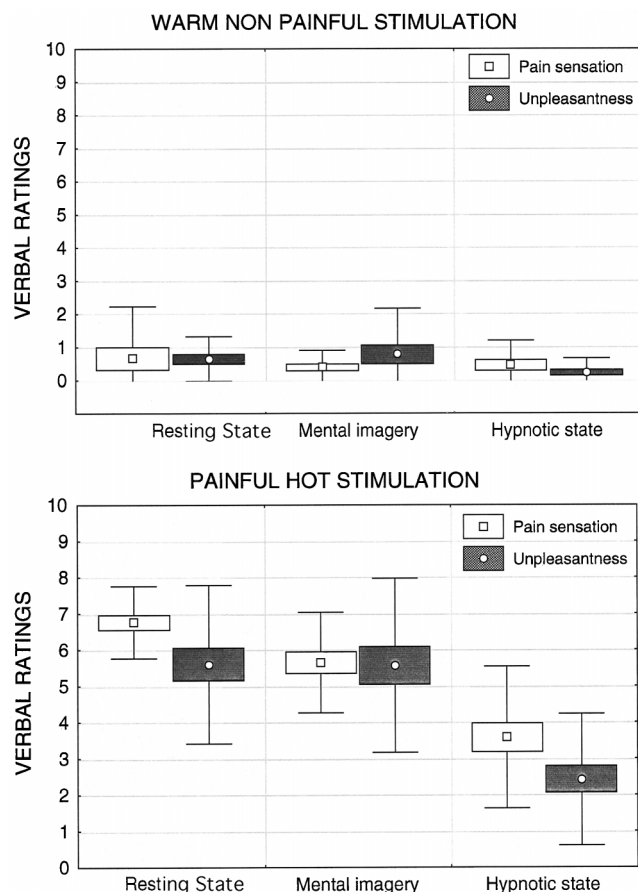 WARM NON PAINFUL STIMULATION
10
9
8
7
6
5
4
3
2
1
0
VERBAL RATINGS
Pain sensation
Unpleasantness
Resting State Mental imagery Hypnotic state
PAINFUL HOT STIMULATION
10
9
8
7
6
5
4
3
2
1
0
VERBAL RATINGS
Pain sensation
Unpleasantness
Resting State Mental imagery Hypnotic state